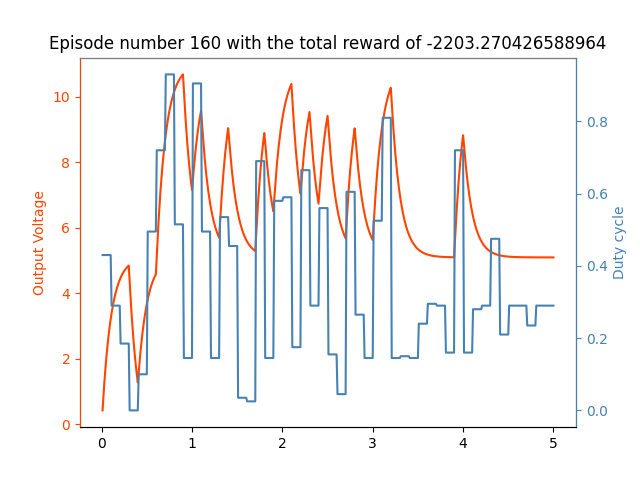 Episode number 160 with the total reward of -2203.270426588964
10
8
6
4
2
0
Output Voltage
0.8
0.6
0.4
0.2
0.0
Duty cycle
0 1 2 3 4 5